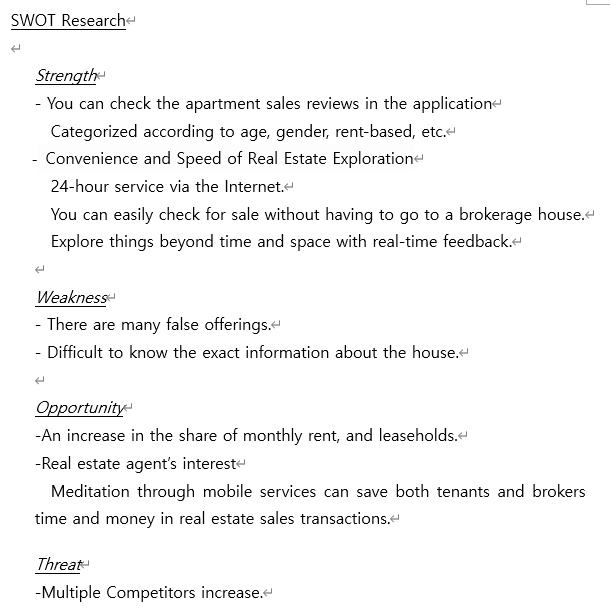 SWOT Research
Strength
- You can check the apartment sales reviews in the application
Categorized according to age, gender, rent-based, etc.
- Convenience and Speed of Real Estate Exploration
24-hour service via the Internet.
You can easily check for sale without having to go to a brokerage house.
Explore things beyond time and space with real-time feedback.
Weakness
- There are many false offerings.
- Difficult to know the exact information about the house.
Opportunity
-An increase in the share of monthly rent, and leaseholds.
-Real estate agent's interest
Meditation through mobile services can save both tenants and brokers
time and money in real estate sales transactions.
Threat
-Multiple Competitors increase.